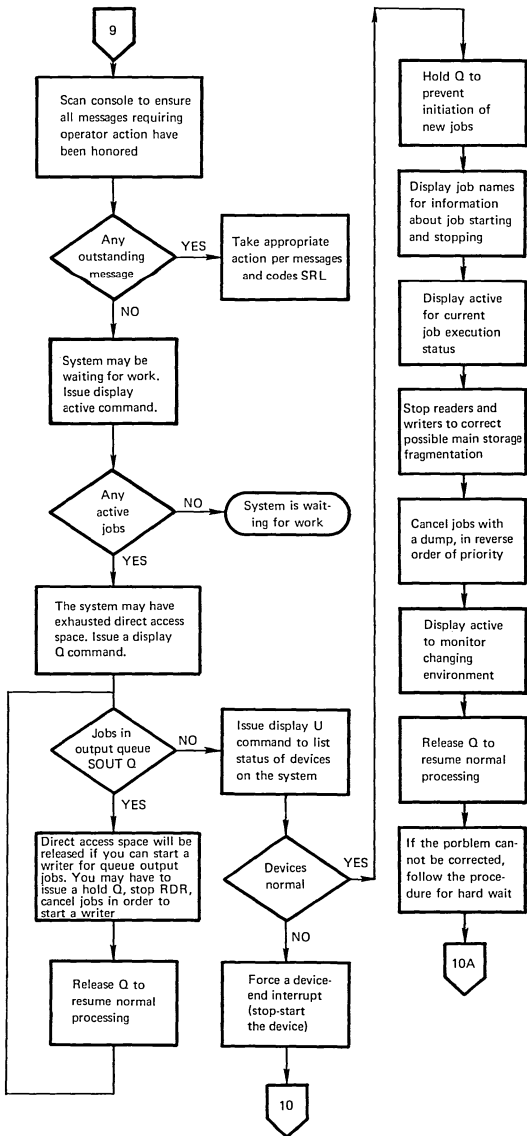 9
Scan console to ensure
all messages requiring
operator action have
been honored
Any
outstanding
message
YES
Take appropriate
action per messages
and codes SRL
NO
System may be
waiting for work.
Issue display
active command.
Any
active
jobs
NO
System is wait-
ing for work
YES
The system may have
exhausted direct access
space. Issue a display
Q command.
Jobs in
output queue
SOUT Q
NO
Issue display U
command to list
status of devices
on the system
YES
Direct access space will be
released if you can start a
writer for queue output
jobs. You may have to
issue a hold Q, stop RDR,
cancel jobs in order to
start a writer
Release Q to
resume normal
processing
Devices
normal
YES
NO
Force a device-
end interrupt
(stop-start
the device)
10
Hold Q to
prevent
initiation of
new jobs
Display job names
for information
about job starting
and stopping
Display active
for current
job execution
status
Stop readers and
writers to correct
possible main storage
fragmentation
Cancel jobs with
a dump, in reverse
order of priority
Display active
to monitor
changing
environment
Release Q to
resume normal
processing
If the porblem can-
not be corrected,
follow the proce-
dure for hard wait
10A